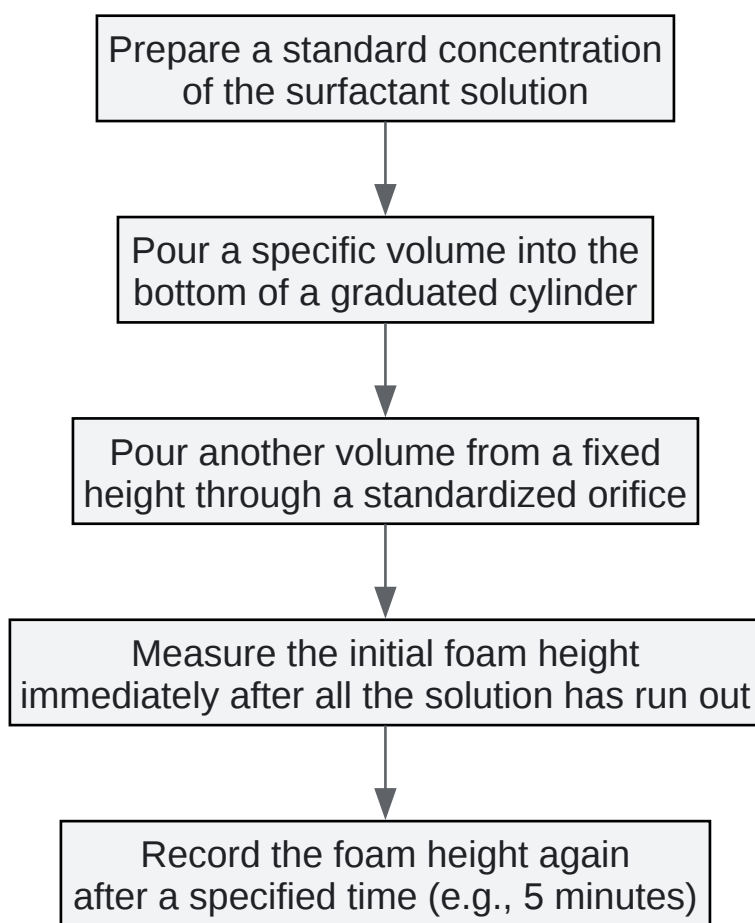 Prepare a standard concentration
of the surfactant solution
Pour a specific volume into the
bottom of a graduated cylinder
Pour another volume from a fixed
height through a standardized orifice
Measure the initial foam height
immediately after all the solution has run out
Record the foam height again
after a specified time (e.g., 5 minutes)